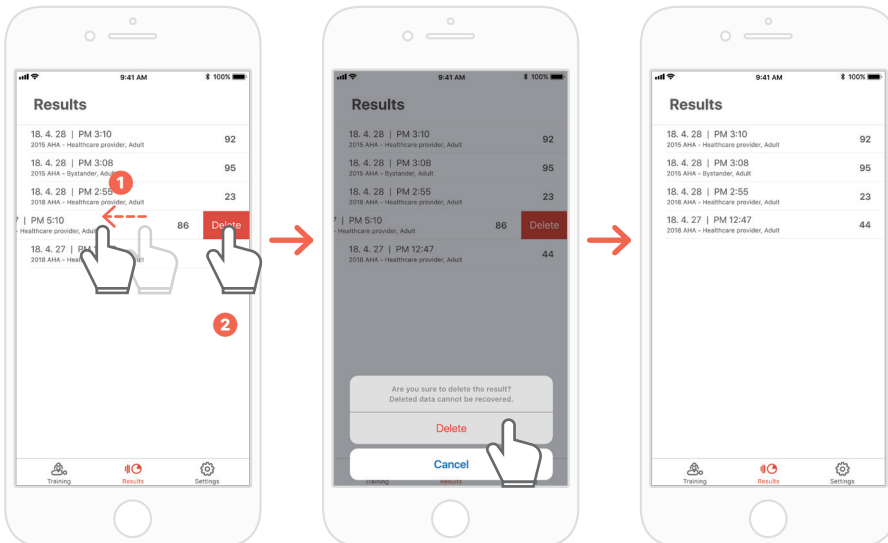 9:41 AM
100%
Results
18. 4. 28 | PM 3:10
2015 AHA - Healthcare provider, Adult
92
18. 4. 28 | PM 3:08
2015 AHA - Bystander, Adult
95
18. 4. 28 | PM 2:55
2018 AHA - Healthcare provider, Adult
23
1
7 | PM 5:10
- Healthcare provider, Adult
86
Delete
18. 4. 27 | PM
2018 AHA -
2
Training
Results
Settings
9:41 AM
100%
Results
18. 4. 28 | PM 3:10
2015 AHA - Healthcare provider, Adult
92
18. 4. 28 | PM 3:08
2015 AHA - Bystander, Adult
95
18. 4. 28 | PM 2:55
2018 AHA - Healthcare provider, Adult
23
7 | PM 5:10
- Healthcare provider, Adult
86
Delete
18. 4. 27 | PM 12:47
2018 AHA - Healthcare provider, Adult
44
Are you sure to delete the result?
Deleted data cannot be recovered.
Delete
Cancel
Training
Results
9:41 AM
100%
Results
18. 4. 28 | PM 3:10
2015 AHA - Healthcare provider, Adult
92
18. 4. 28 | PM 3:08
2015 AHA - Bystander, Adult
95
18. 4. 28 | PM 2:55
2018 AHA - Healthcare provider, Adult
23
18. 4. 27 | PM 12:47
2018 AHA - Healthcare provider, Adult
44
Training
Results
Settings